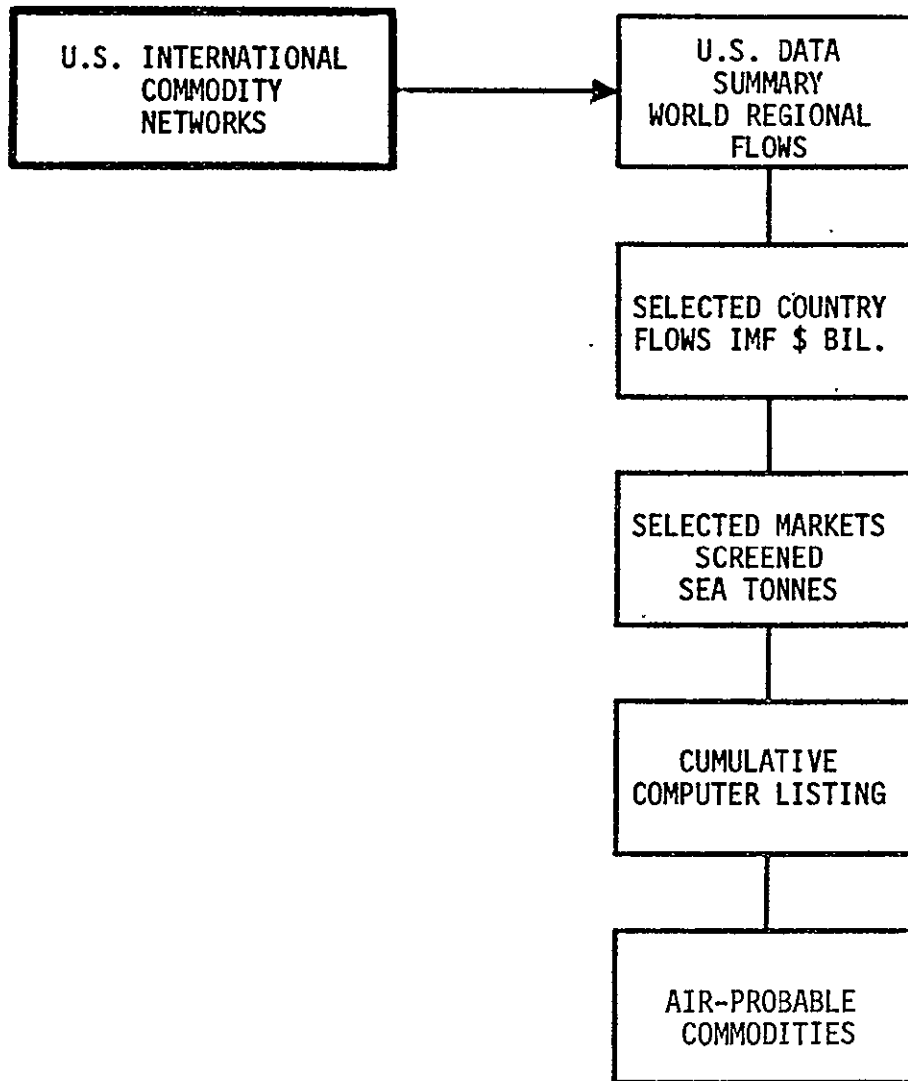 U.S. INTERNATIONAL
COMMODITY
NETWORKS
U.S. DATA
SUMMARY
WORLD REGIONAL
FLOWS
SELECTED COUNTRY
FLOWS IMF $ BIL.
SELECTED MARKETS
SCREENED
SEA TONNES
CUMULATIVE
COMPUTER LISTING
AIR-PROBABLE
COMMODITIES